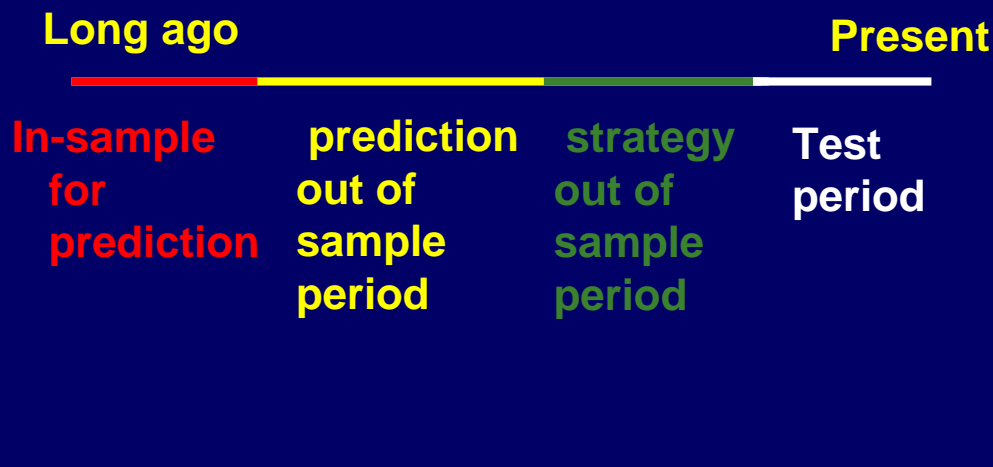 Long ago
Present
In-sample
for
prediction
prediction
out of
sample
period
strategy
out of
sample
period
Test
period